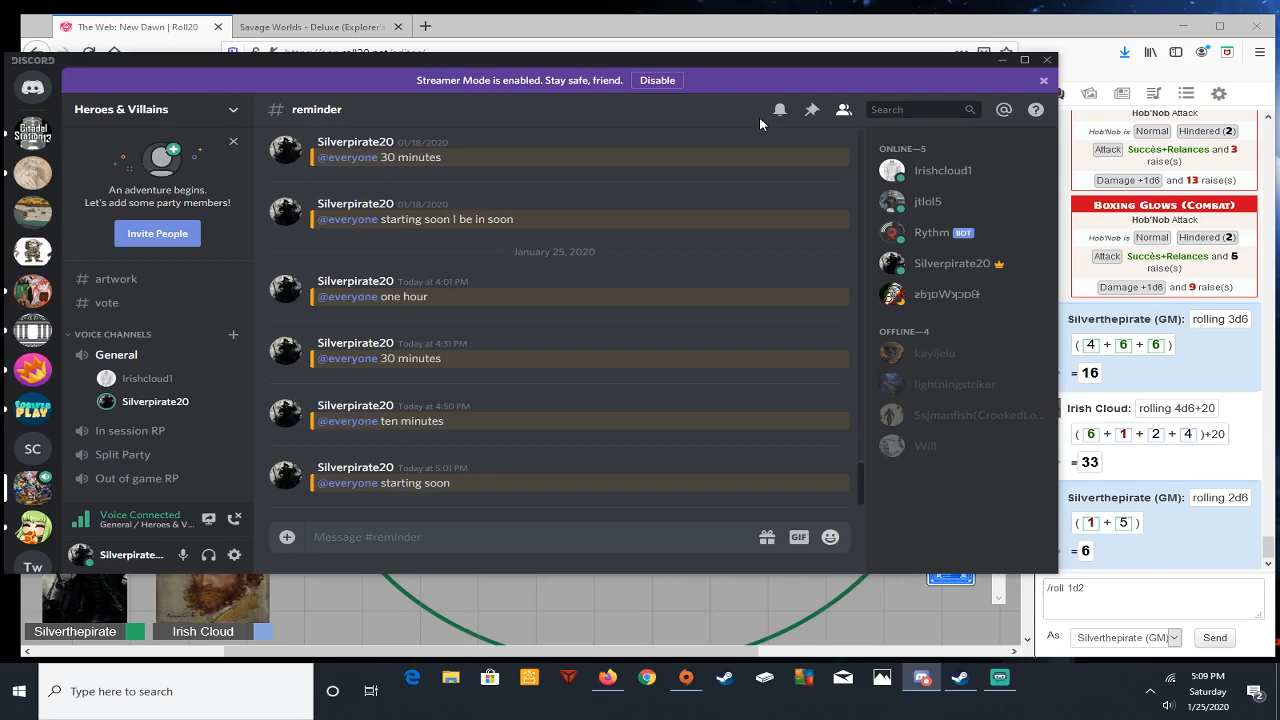 The Web: New Dawn | Roll20
Savage Worlds - Deluxe (Explorer's
DISCORD
Streamer Mode is enabled. Stay safe, friend.
Disable
Heroes & Villains
# reminder
Search
Citadel
Station
An adventure begins.
Let's add some party members!
Invite People
# artwork
# vote
VOICE CHANNELS
General
Irishcloud1
Silverpirate20
In session RP
Split Party
Out of game RP
FOREVER
PLAY
SC
Tw
Voice Connected
General / Heroes & V...
Silverpirate...
Silverpirate20 01/18/2020
@everyone 30 minutes
Silverpirate20 01/18/2020
@everyone starting soon I be in soon
January 25, 2020
Silverpirate20 Today at 4:01 PM
@everyone one hour
Silverpirate20 Today at 4:31 PM
@everyone 30 minutes
Silverpirate20 Today at 4:50 PM
@everyone ten minutes
Silverpirate20 Today at 5:01 PM
@everyone starting soon
Message #reminder
GIF
ONLINE—5
Irishcloud1
jtlol5
Rythm BOT
Silverpirate20
OFFLINE—4
kayijelu
lightningstriker
Ssjmanfish(CrookedLo...
Will
Hob'Nob Attack
Hob'Nob is Normal Hindered (2)
Attack Succès+Relances and 3
raise(s)
Damage +1d6 and 13 raise(s)
Boxing Glows (Combat)
Hob'Nob Attack
Hob'Nob is Normal Hindered (2)
Attack Succès+Relances and 5
raise(s)
Damage +1d6 and 9 raise(s)
Silverthepirate (GM): rolling 3d6
( 4 + 6 + 6 )
= 16
Irish Cloud: rolling 4d6+20
( 6 + 1 + 2 + 4 )+20
= 33
Silverthepirate (GM): rolling 2d6
( 1 + 5 )
= 6
/roll 1d2
As: Silverthepirate (GM)
Send
Silverthepirate
Irish Cloud
Type here to search
5:09 PM
Saturday
1/25/2020
2